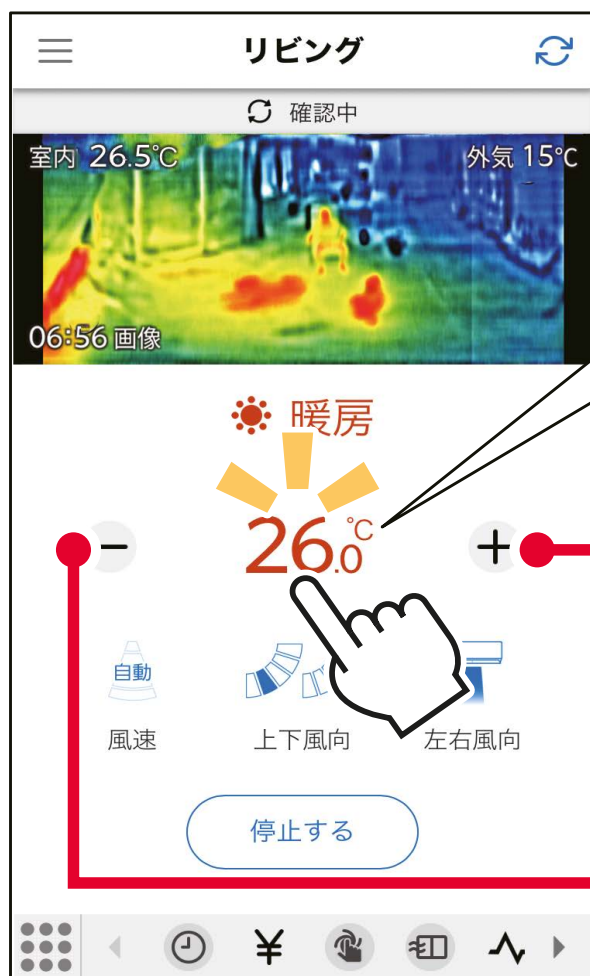 リビング
確認中
室内 26.5℃
外気 15℃
06:56 画像
暖房
26.0℃
自動
風速
上下風向
左右風向
停止する
¥